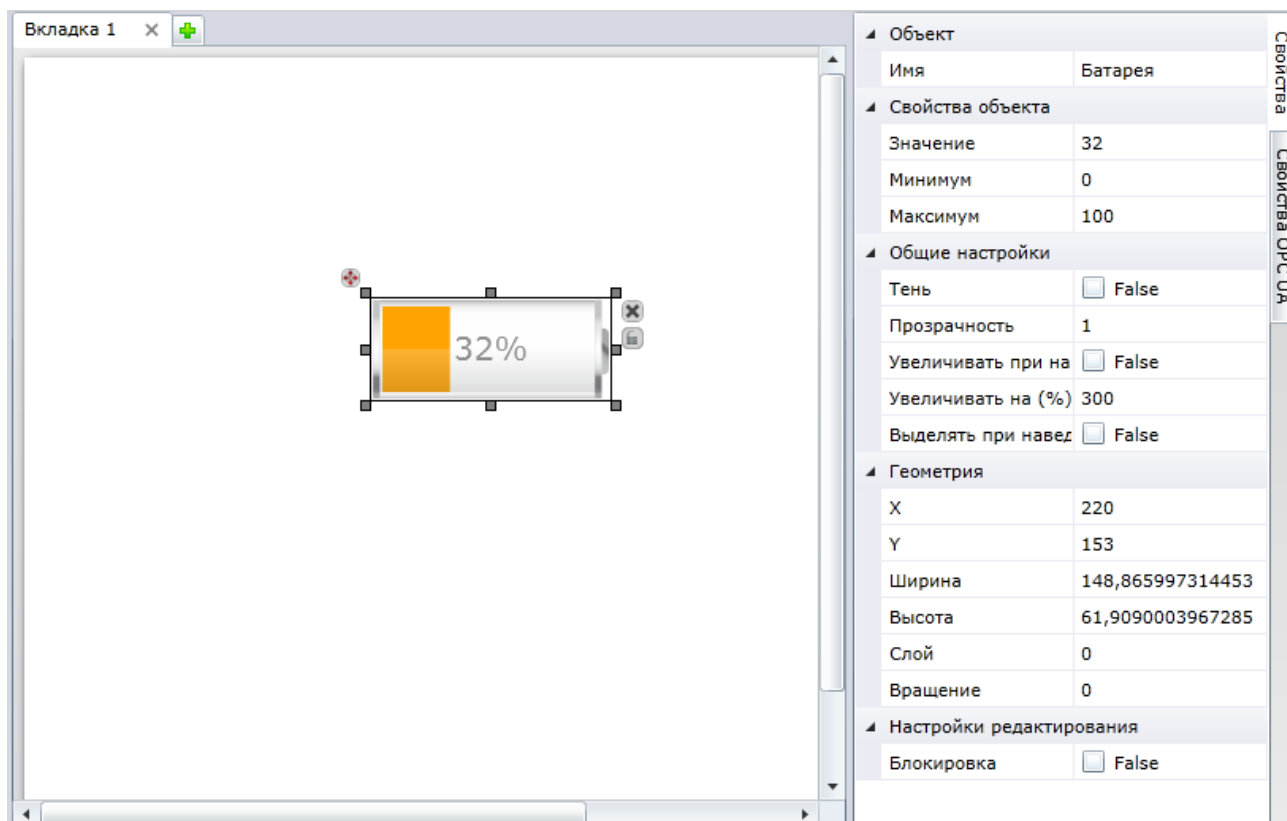 Вкладка 1
32%
Объект
Имя Батарея
Свойства объекта
Значение 32
Минимум 0
Максимум 100
Общие настройки
Тень False
Прозрачность 1
Увеличивать при на False
Увеличивать на (%) 300
Выделять при навед False
Геометрия
X 220
Y 153
Ширина 148,865997314453
Высота 61,9090003967285
Слой 0
Вращение 0
Настройки редактирования
Блокировка False
Свойства
Свойства OPC UA